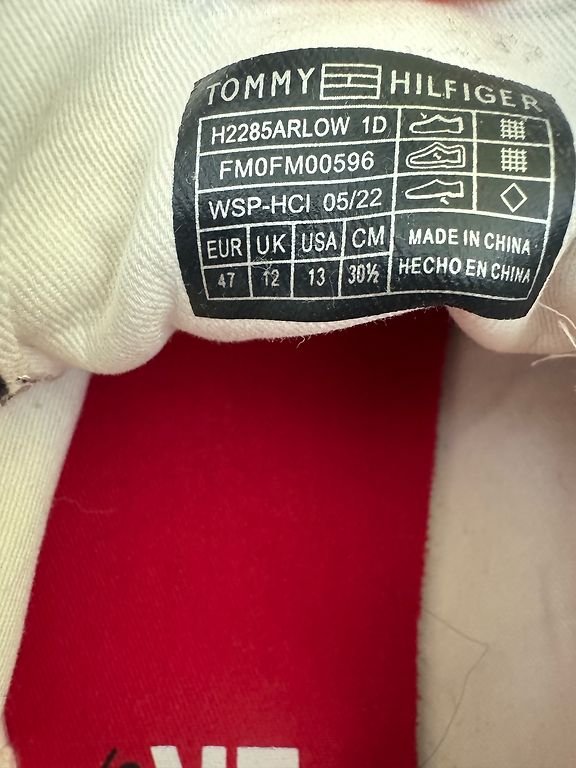 TOMMY HILFIGER
H2285ARLOW 1D
FM0FM00596
WSP-HCI 05/22
EUR UK USA CM
47 12 13 30½
MADE IN CHINA
HECHO EN CHINA